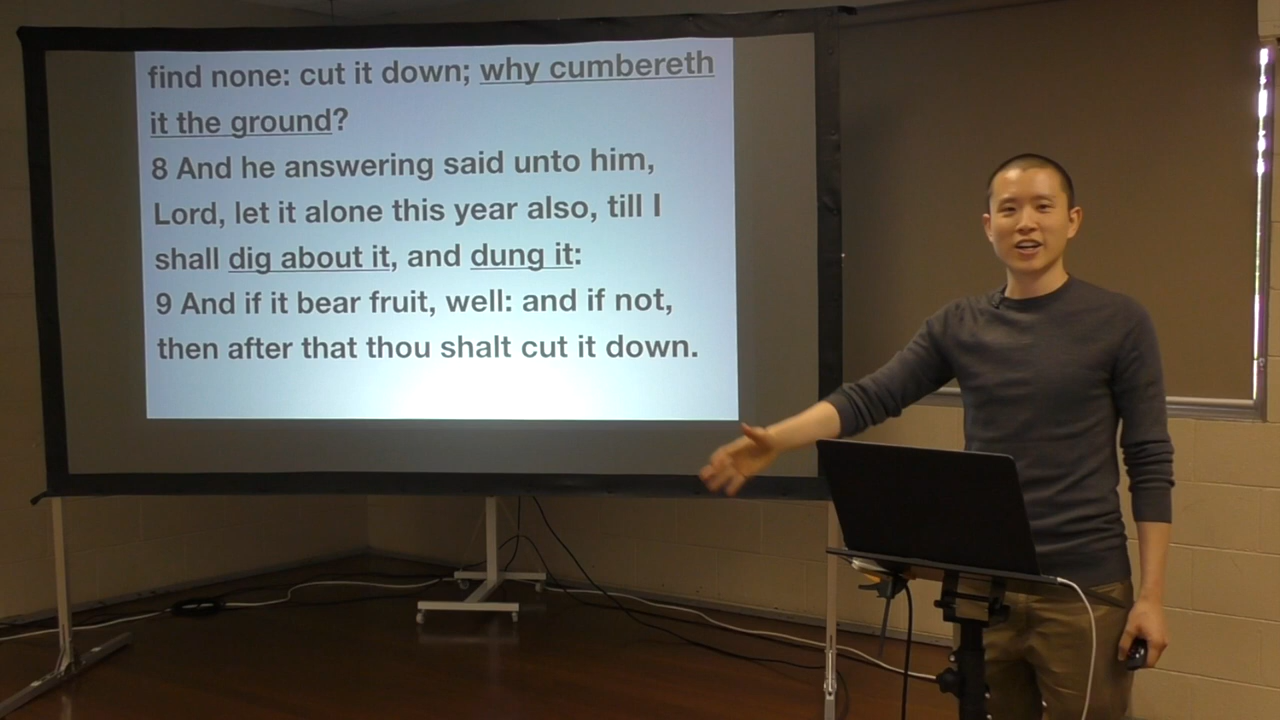 find none: cut it down; why cumbereth
it the ground?
8 And he answering said unto him,
Lord, let it alone this year also, till I
shall dig about it, and dung it:
9 And if it bear fruit, well: and if not,
then after that thou shalt cut it down.